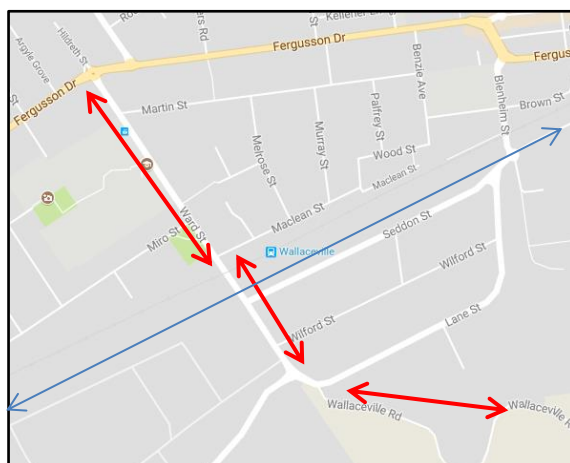 Kelleher
Hildreth St
Argyle Grove
Fergusson Dr
Fergusson Dr
Benzie Ave
Fergusson Dr
Martin St
Palfrey St
Blenheim St
Brown St
Melrose St
Murray St
Wood St
Maclean St
Maclean St
Ward St
Miro St
Seddon St
Wallaceville
Wilford St
Wilford St
Lane St
Wallaceville Rd
Wallaceville